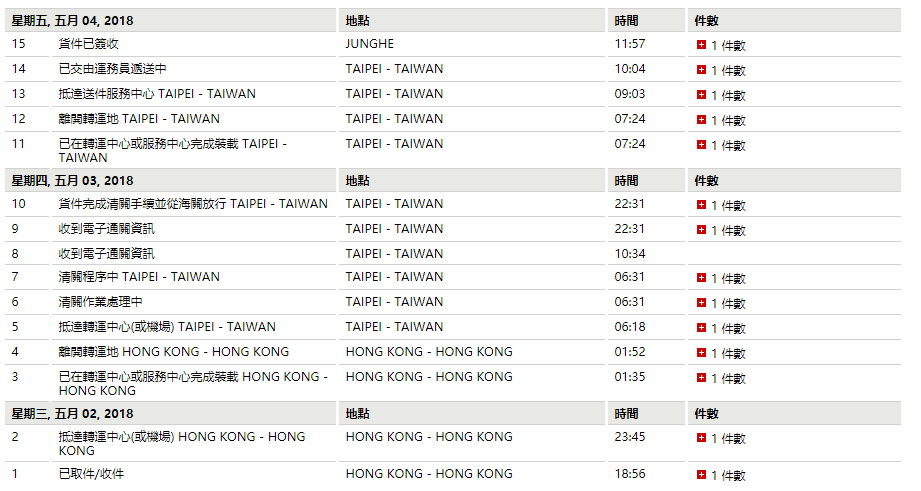 星期五, 五月 04, 2018 地點 時間 件數
15 貨件已簽收 JUNGHE 11:57 1 件數
14 已交由運務員遞送中 TAIPEI - TAIWAN 10:04 1 件數
13 抵達送件服務中心 TAIPEI - TAIWAN TAIPEI - TAIWAN 09:03 1 件數
12 離開轉運地 TAIPEI - TAIWAN TAIPEI - TAIWAN 07:24 1 件數
11 已在轉運中心或服務中心完成裝載 TAIPEI - TAIPEI - TAIWAN 07:24 1 件數
TAIWAN
星期四, 五月 03, 2018 地點 時間 件數
10 貨件完成清關手續並從海關放行 TAIPEI - TAIWAN TAIPEI - TAIWAN 22:31 1 件數
9 收到電子通關資訊 TAIPEI - TAIWAN 22:31 1 件數
8 收到電子通關資訊 TAIPEI - TAIWAN 10:34
7 清關程序中 TAIPEI - TAIWAN TAIPEI - TAIWAN 06:31 1 件數
6 清關作業處理中 TAIPEI - TAIWAN 06:31 1 件數
5 抵達轉運中心(或機場) TAIPEI - TAIWAN TAIPEI - TAIWAN 06:18 1 件數
4 離開轉運地 HONG KONG - HONG KONG HONG KONG - HONG KONG 01:52 1 件數
3 已在轉運中心或服務中心完成裝載 HONG KONG - HONG KONG - HONG KONG 01:35 1 件數
HONG KONG
星期三, 五月 02, 2018 地點 時間 件數
2 抵達轉運中心(或機場) HONG KONG - HONG HONG KONG - HONG KONG 23:45 1 件數
KONG
1 已取件/收件 HONG KONG - HONG KONG 18:56 1 件數